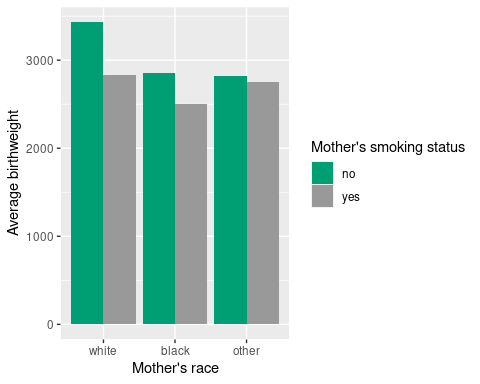 Average birthweight
3000
2000
1000
0
white
black
other
Mother's race
Mother's smoking status
no
yes